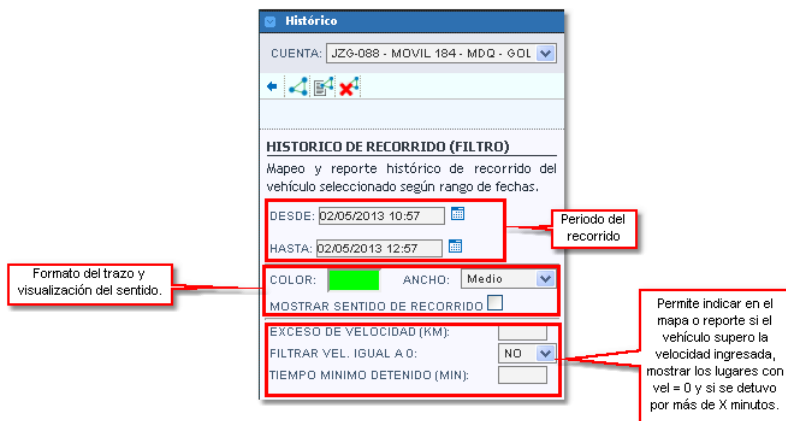 Histórico
CUENTA: JZG-088 - MOVIL 184 - MDQ - GOL
HISTORICO DE RECORRIDO (FILTRO)
Mapeo y reporte histórico de recorrido del
vehículo seleccionado según rango de fechas.
DESDE: 02/05/2013 10:57
HASTA: 02/05/2013 12:57
Periodo del
recorrido
Formato del trazo y
visualización del sentido.
COLOR: ANCHO: Medio
MOSTRAR SENTIDO DE RECORRIDO
EXCESO DE VELOCIDAD (KM):
FILTRAR VEL. IGUAL A 0: NO
TIEMPO MINIMO DETENIDO (MIN):
Permite indicar en el
mapa o reporte si el
vehículo supero la
velocidad ingresada,
mostrar los lugares con
vel = 0 y si se detuvo
por más de X minutos.